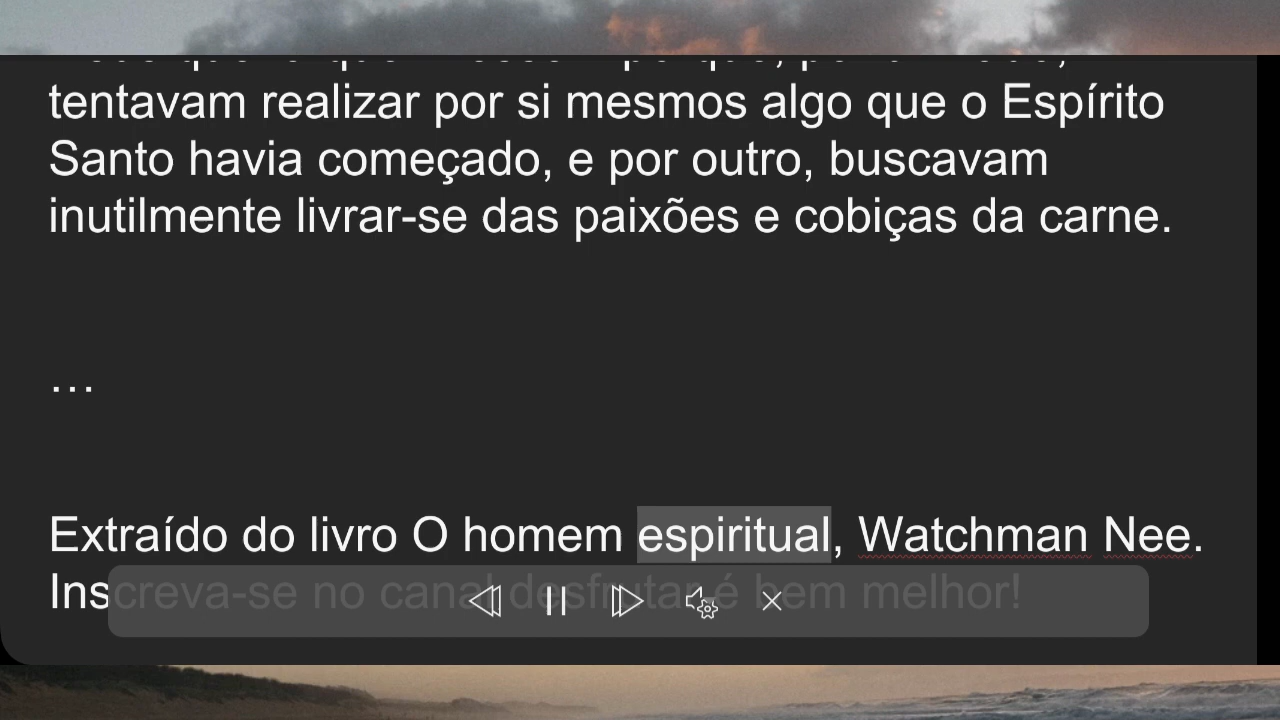 tentavam realizar por si mesmos algo que o Espírito
Santo havia começado, e por outro, buscavam
inutilmente livrar-se das paixões e cobiças da carne.
…
Extraído do livro O homem espiritual, Watchman Nee.
Inscreva-se no canal desfrutar é bem melhor!